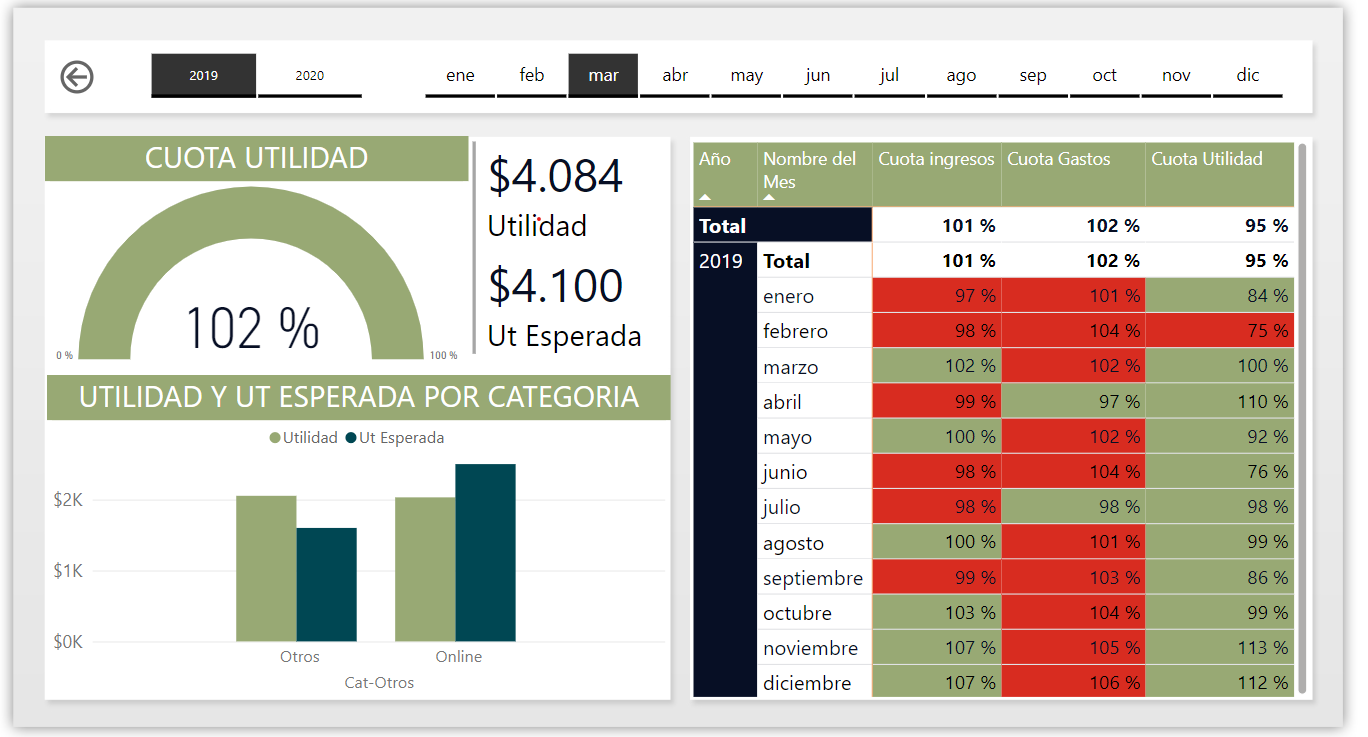 2019 2020 ene feb mar abr may jun jul ago sep oct nov dic
CUOTA UTILIDAD
102 %
0 % 100 %
$4.084
Utilidad
$4.100
Ut Esperada
UTILIDAD Y UT ESPERADA POR CATEGORIA
Utilidad Ut Esperada
$2K
$1K
$0K
Otros Online
Cat-Otros
Año Nombre del Mes Cuota ingresos Cuota Gastos Cuota Utilidad
Total 101 % 102 % 95 %
2019 Total 101 % 102 % 95 %
enero 97 % 101 % 84 %
febrero 98 % 104 % 75 %
marzo 102 % 102 % 100 %
abril 99 % 97 % 110 %
mayo 100 % 102 % 92 %
junio 98 % 104 % 76 %
julio 98 % 98 % 98 %
agosto 100 % 101 % 99 %
septiembre 99 % 103 % 86 %
octubre 103 % 104 % 99 %
noviembre 107 % 105 % 113 %
diciembre 107 % 106 % 112 %